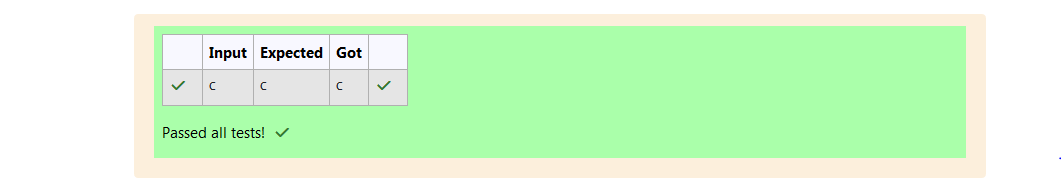 Input Expected Got
c c c
Passed all tests!